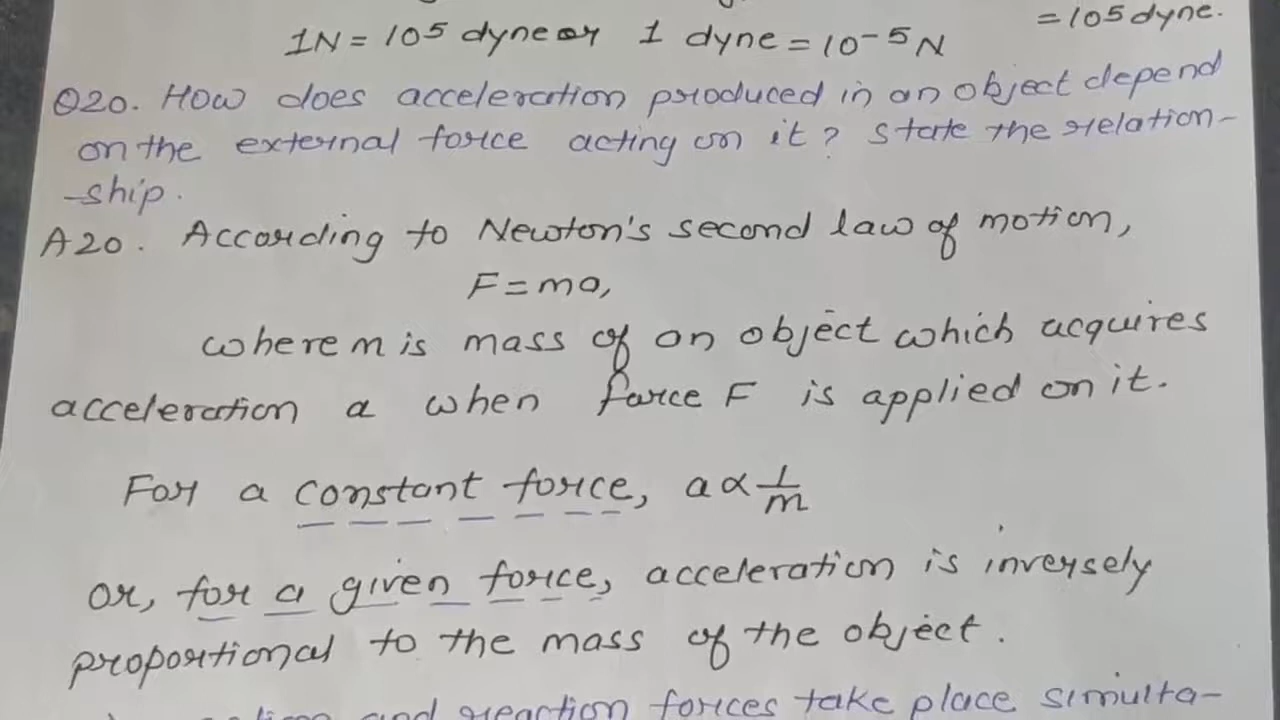 = 10⁵ dyne.
1N = 10⁵ dyne or 1 dyne = 10⁻⁵ N
Q20. How does acceleration produced in an object depend
on the external force acting on it? State the relation-
-ship.
A20. According to Newton's second law of motion,
F = ma,
where m is mass of an object which acquires
acceleration a when force F is applied on it.
For a constant force, a ∝ 1/m
or, for a given force, acceleration is inversely
proportional to the mass of the object.
and reaction forces take place simulta-